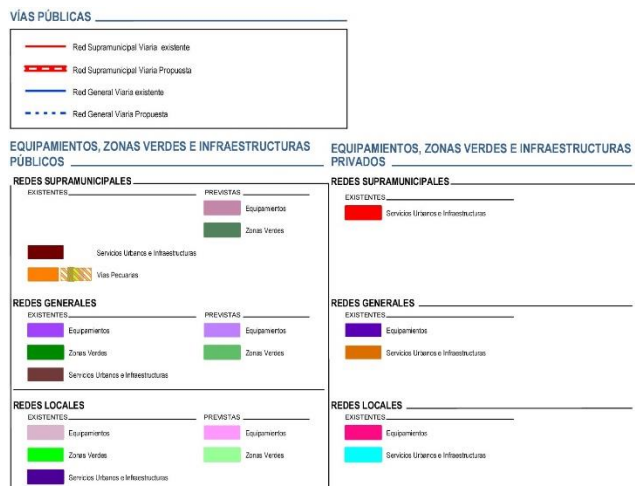 VÍAS PÚBLICAS
Red Supramunicipal Viaria existente
Red Supramunicipal Viaria Propuesta
Red General Viaria existente
Red General Viaria Propuesta
EQUIPAMIENTOS, ZONAS VERDES E INFRAESTRUCTURAS
PÚBLICOS
REDES SUPRAMUNICIPALES
EXISTENTES PREVISTAS
Equipamientos
Zonas Verdes
Servicios Urbanos e Infraestructuras
Vías Pecuarias
REDES GENERALES
EXISTENTES PREVISTAS
Equipamientos Equipamientos
Zonas Verdes Zonas Verdes
Servicios Urbanos e Infraestructuras
REDES LOCALES
EXISTENTES PREVISTAS
Equipamientos Equipamientos
Zonas Verdes Zonas Verdes
Servicios Urbanos e Infraestructuras
EQUIPAMIENTOS, ZONAS VERDES E INFRAESTRUCTURAS
PRIVADOS
REDES SUPRAMUNICIPALES
EXISTENTES
Servicios Urbanos e Infraestructuras
REDES GENERALES
EXISTENTES
Equipamientos
Servicios Urbanos e Infraestructuras
REDES LOCALES
EXISTENTES
Equipamientos
Servicios Urbanos e Infraestructuras